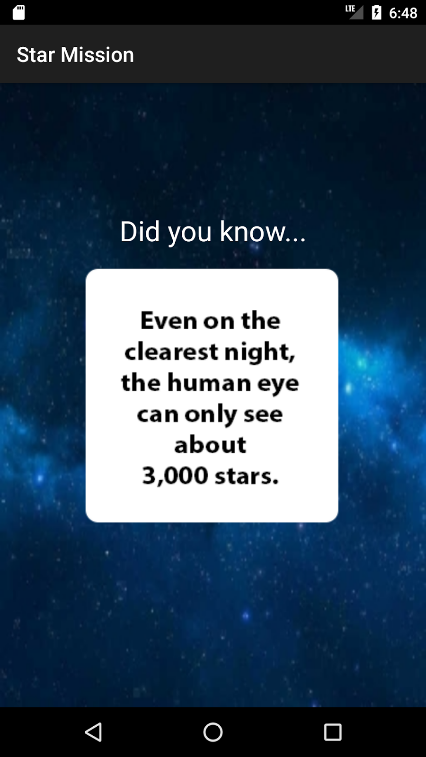 LTE 6:48
Star Mission
Did you know...
Even on the
clearest night,
the human eye
can only see
about
3,000 stars.